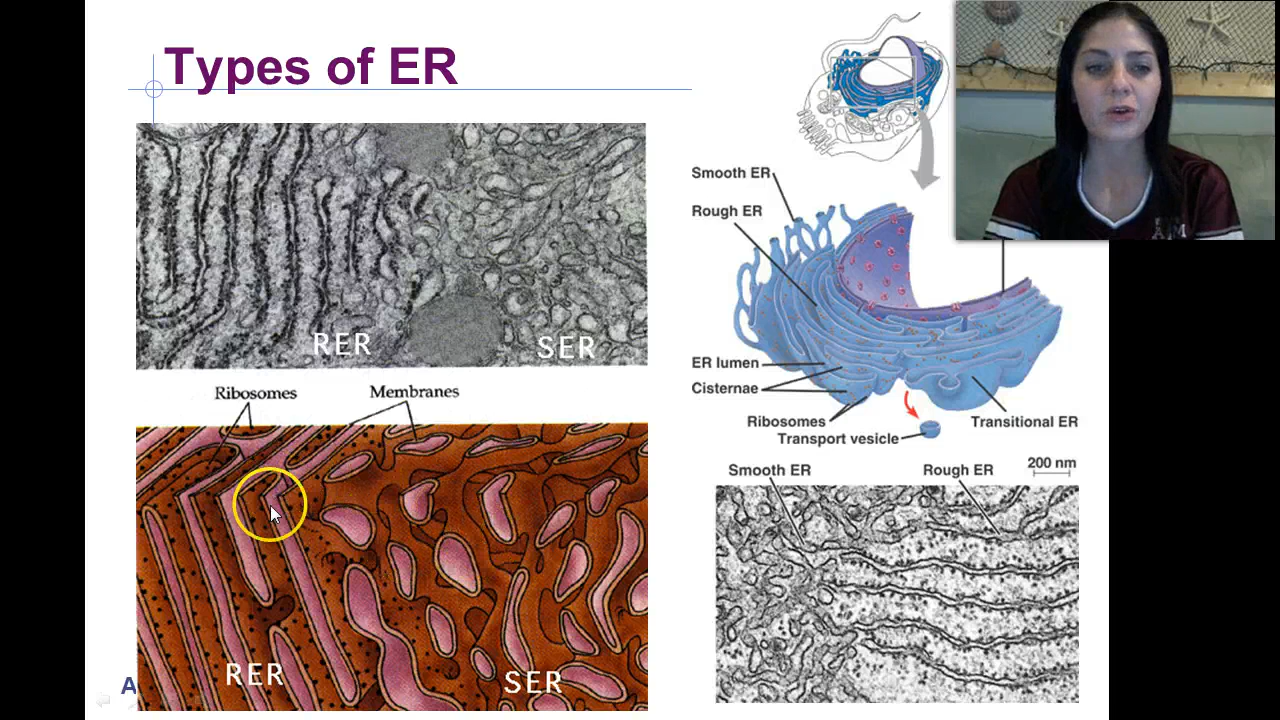 Types of ER
RER
SER
Ribosomes
Membranes
RER
SER
A
Smooth ER
Rough ER
ER lumen
Cisternae
Ribosomes
Transport vesicle
Transitional ER
Smooth ER
Rough ER
200 nm